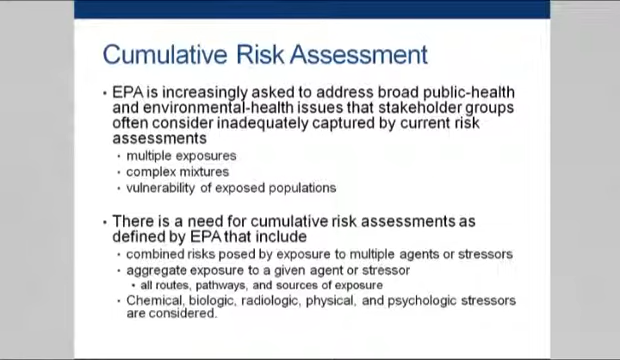 Cumulative Risk Assessment
• EPA is increasingly asked to address broad public-health
and environmental-health issues that stakeholder groups
often consider inadequately captured by current risk
assessments
• multiple exposures
• complex mixtures
• vulnerability of exposed populations
• There is a need for cumulative risk assessments as
defined by EPA that include
• combined risks posed by exposure to multiple agents or stressors
• aggregate exposure to a given agent or stressor
• all routes, pathways, and sources of exposure
• Chemical, biologic, radiologic, physical, and psychologic stressors
are considered.